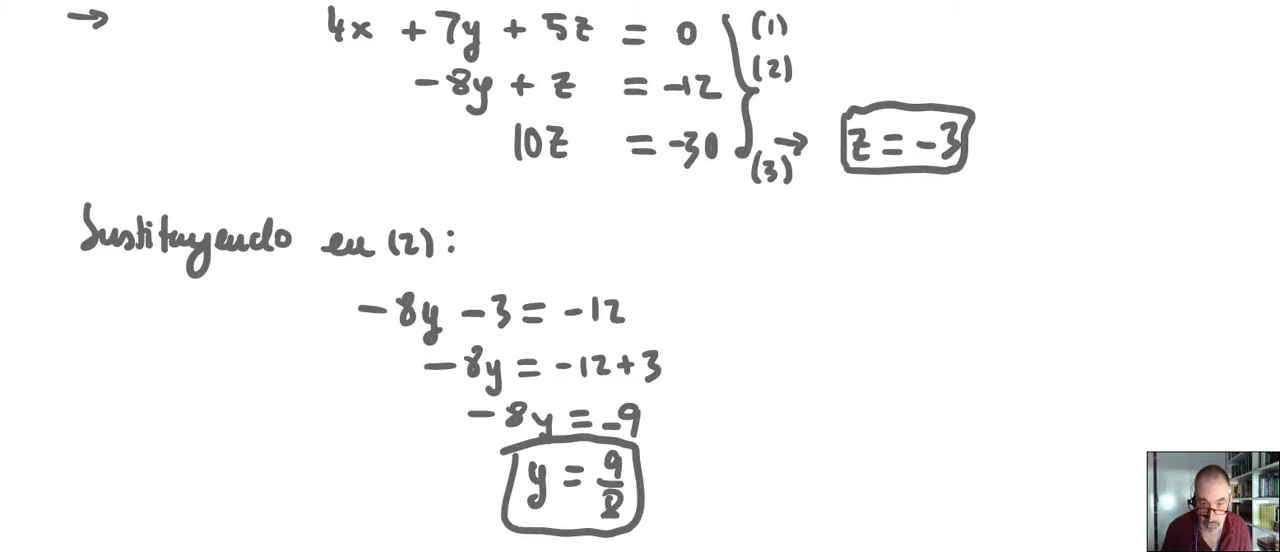 → 4x + 7y + 5z = 0 (1)
-8y + z = -12 (2)
10z = -30 (3) → z = -3
Sustituyendo en (2):
-8y - 3 = -12
-8y = -12 + 3
-8y = -9
y = 9/8